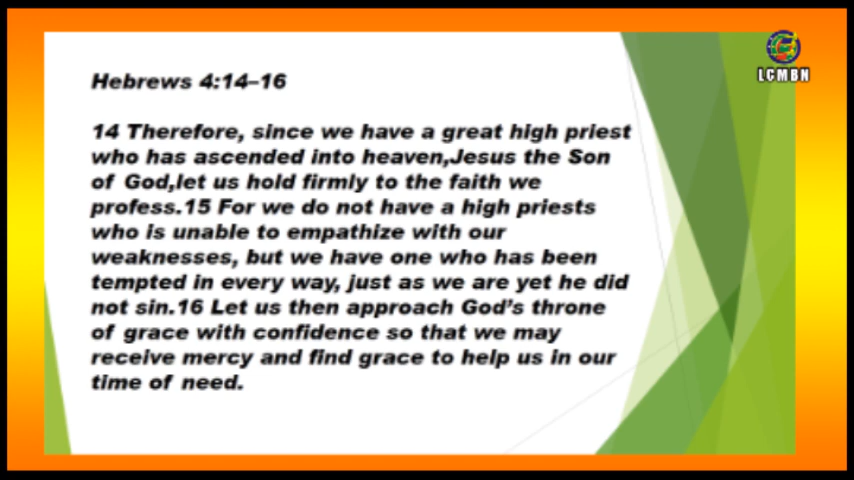 LCMBN
Hebrews 4:14–16
14 Therefore, since we have a great high priest
who has ascended into heaven,Jesus the Son
of God,let us hold firmly to the faith we
profess.15 For we do not have a high priests
who is unable to empathize with our
weaknesses, but we have one who has been
tempted in every way, just as we are yet he did
not sin.16 Let us then approach God's throne
of grace with confidence so that we may
receive mercy and find grace to help us in our
time of need.